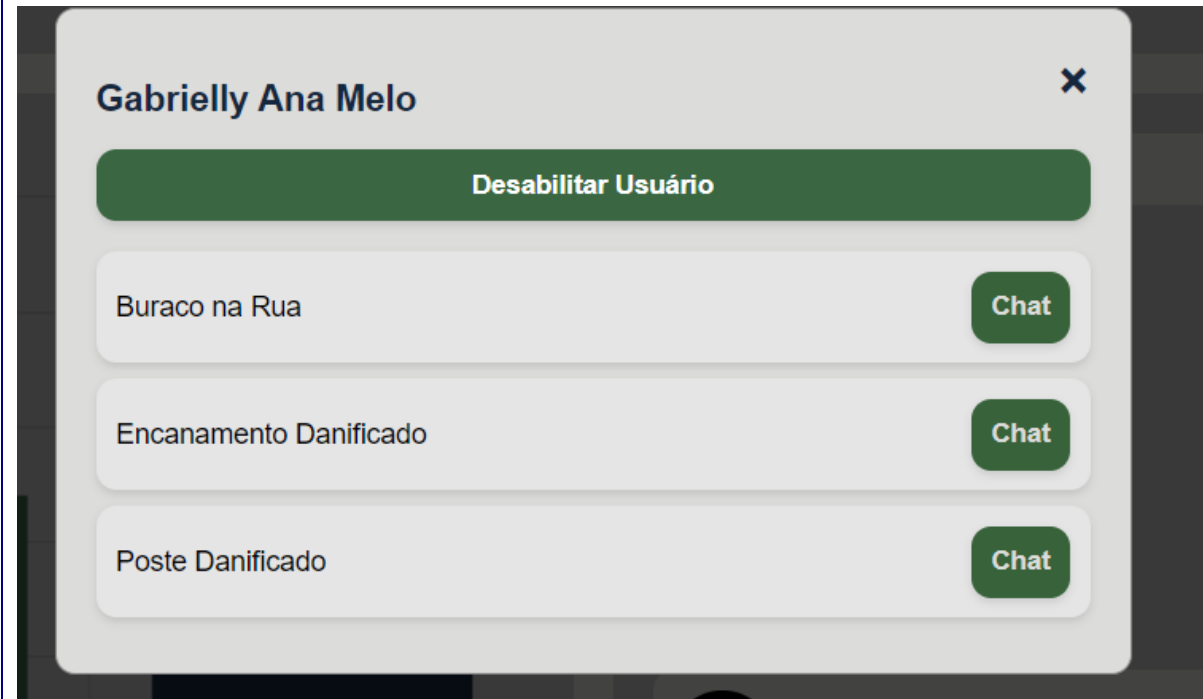 Gabrielly Ana Melo
Desabilitar Usuário
Buraco na Rua
Chat
Encanamento Danificado
Chat
Poste Danificado
Chat